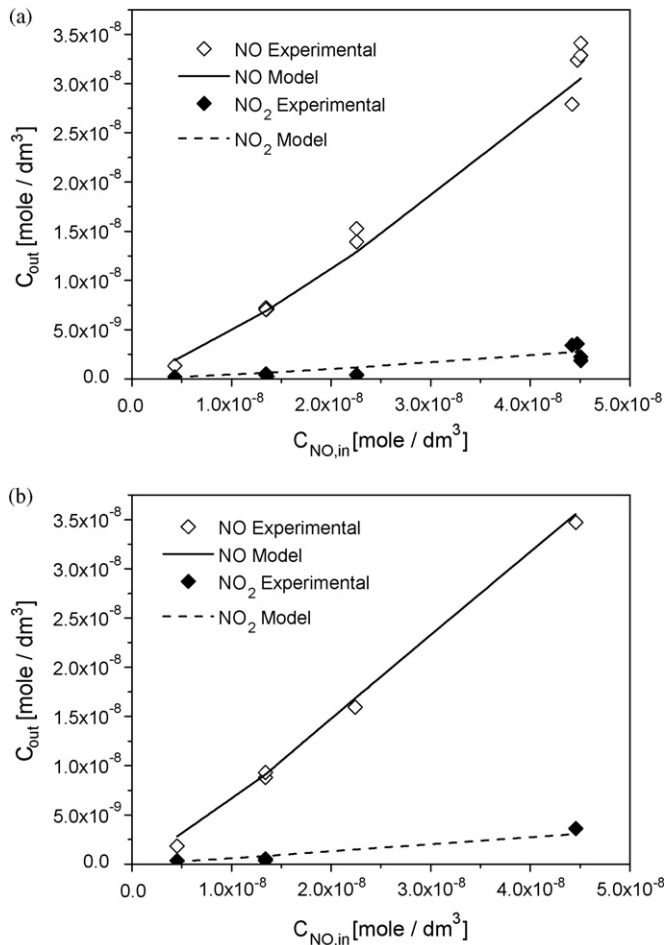 (a)
NO Experimental
NO Model
NO₂ Experimental
NO₂ Model
3.5x10⁻⁸
3.0x10⁻⁸
2.5x10⁻⁸
2.0x10⁻⁸
1.5x10⁻⁸
1.0x10⁻⁸
5.0x10⁻⁹
0.0
C_out [mole / dm³]
0.0 1.0x10⁻⁸ 2.0x10⁻⁸ 3.0x10⁻⁸ 4.0x10⁻⁸ 5.0x10⁻⁸
C_NO,in [mole / dm³]
(b)
NO Experimental
NO Model
NO₂ Experimental
NO₂ Model
3.5x10⁻⁸
3.0x10⁻⁸
2.5x10⁻⁸
2.0x10⁻⁸
1.5x10⁻⁸
1.0x10⁻⁸
5.0x10⁻⁹
0.0
C_out [mole / dm³]
0.0 1.0x10⁻⁸ 2.0x10⁻⁸ 3.0x10⁻⁸ 4.0x10⁻⁸ 5.0x10⁻⁸
C_NO,in [mole / dm³]